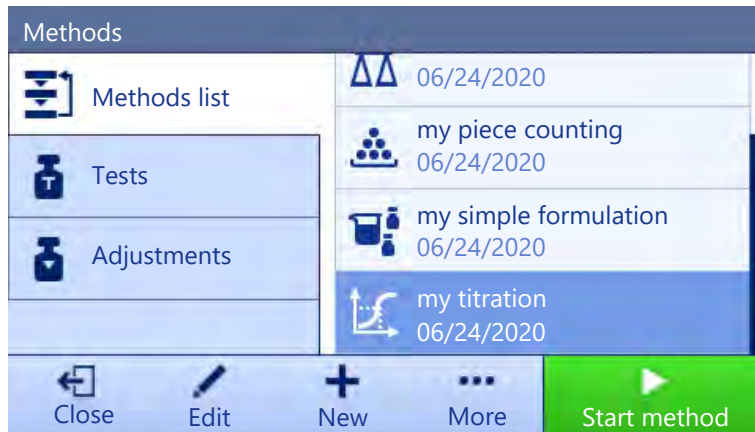 Methods
Methods list
Tests
Adjustments
06/24/2020
my piece counting
06/24/2020
my simple formulation
06/24/2020
my titration
06/24/2020
T
Close
Edit
New
More
Start method